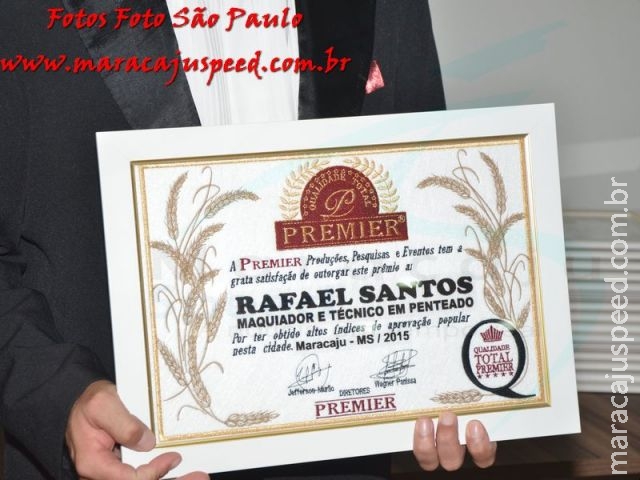 Fotos Foto São Paulo
www.maracajuspeed.com.br
QUALIDADE TOTAL
P
PREMIER®
A PREMIER Produções, Pesquisas e Eventos tem a
grata satisfação de outorgar este prêmio a:
RAFAEL SANTOS
MAQUIADOR E TÉCNICO EM PENTEADO
Por ter obtido altos índices de aprovação popular
nesta cidade. Maracaju - MS / 2015
Jefferson Murilo
DIRETORES
Wagner Parissa
PREMIER
QUALIDADE
TOTAL
PREMIER
maracajuspeed.com.br